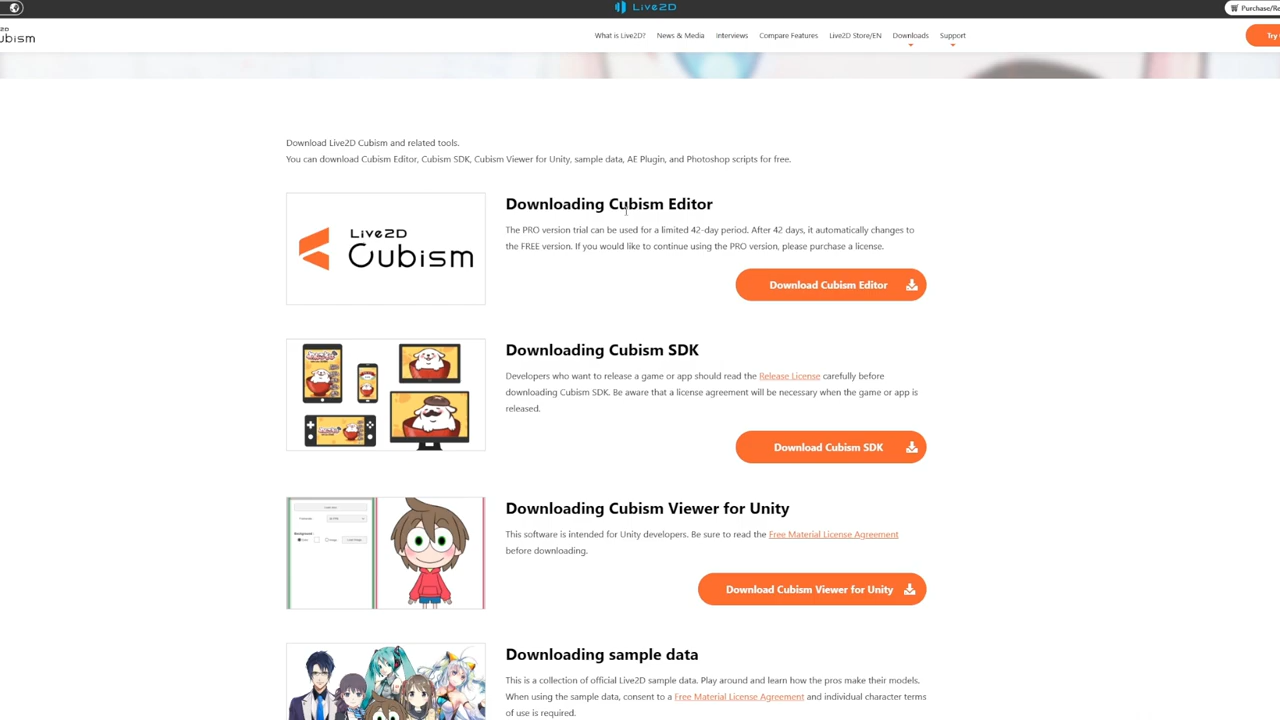 Live2D
Purchase/Re
2D
ubism
What is Live2D?
News & Media
Interviews
Compare Features
Live2D Store/EN
Downloads
Support
Try
Download Live2D Cubism and related tools.
You can download Cubism Editor, Cubism SDK, Cubism Viewer for Unity, sample data, AE Plugin, and Photoshop scripts for free.
Live2D
Cubism
Downloading Cubism Editor
The PRO version trial can be used for a limited 42-day period. After 42 days, it automatically changes to
the FREE version. If you would like to continue using the PRO version, please purchase a license.
Download Cubism Editor
Downloading Cubism SDK
Developers who want to release a game or app should read the Release License carefully before
downloading Cubism SDK. Be aware that a license agreement will be necessary when the game or app is
released.
Download Cubism SDK
Downloading Cubism Viewer for Unity
This software is intended for Unity developers. Be sure to read the Free Material License Agreement
before downloading.
Download Cubism Viewer for Unity
Downloading sample data
This is a collection of official Live2D sample data. Play around and learn how the pros make their models.
When using the sample data, consent to a Free Material License Agreement and individual character terms
of use is required.